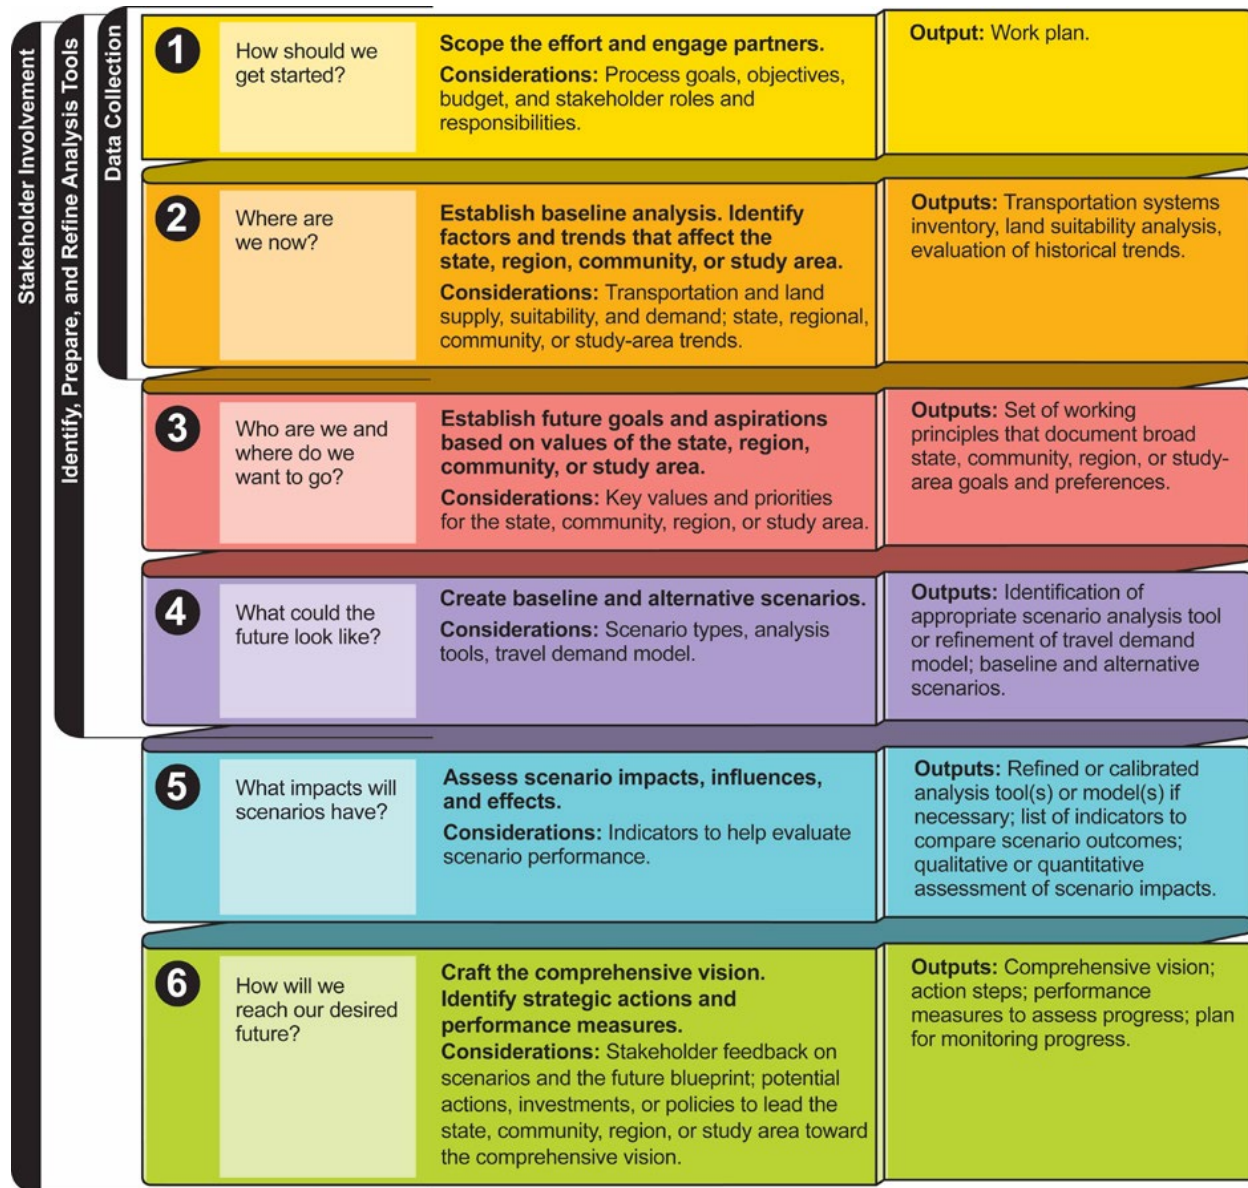 Stakeholder Involvement
Identify, Prepare, and Refine Analysis Tools
Data Collection
1
How should we
get started?
Scope the effort and engage partners.
Considerations: Process goals, objectives,
budget, and stakeholder roles and
responsibilities.
Output: Work plan.
2
Where are
we now?
Establish baseline analysis. Identify
factors and trends that affect the
state, region, community, or study area.
Considerations: Transportation and land
supply, suitability, and demand; state, regional,
community, or study-area trends.
Outputs: Transportation systems
inventory, land suitability analysis,
evaluation of historical trends.
3
Who are we and
where do we
want to go?
Establish future goals and aspirations
based on values of the state, region,
community, or study area.
Considerations: Key values and priorities
for the state, community, region, or study area.
Outputs: Set of working
principles that document broad
state, community, region, or study-
area goals and preferences.
4
What could the
future look like?
Create baseline and alternative scenarios.
Considerations: Scenario types, analysis
tools, travel demand model.
Outputs: Identification of
appropriate scenario analysis tool
or refinement of travel demand
model; baseline and alternative
scenarios.
5
What impacts will
scenarios have?
Assess scenario impacts, influences,
and effects.
Considerations: Indicators to help evaluate
scenario performance.
Outputs: Refined or calibrated
analysis tool(s) or model(s) if
necessary; list of indicators to
compare scenario outcomes;
qualitative or quantitative
assessment of scenario impacts.
6
How will we
reach our desired
future?
Craft the comprehensive vision.
Identify strategic actions and
performance measures.
Considerations: Stakeholder feedback on
scenarios and the future blueprint; potential
actions, investments, or policies to lead the
state, community, region, or study area toward
the comprehensive vision.
Outputs: Comprehensive vision;
action steps; performance
measures to assess progress; plan
for monitoring progress.